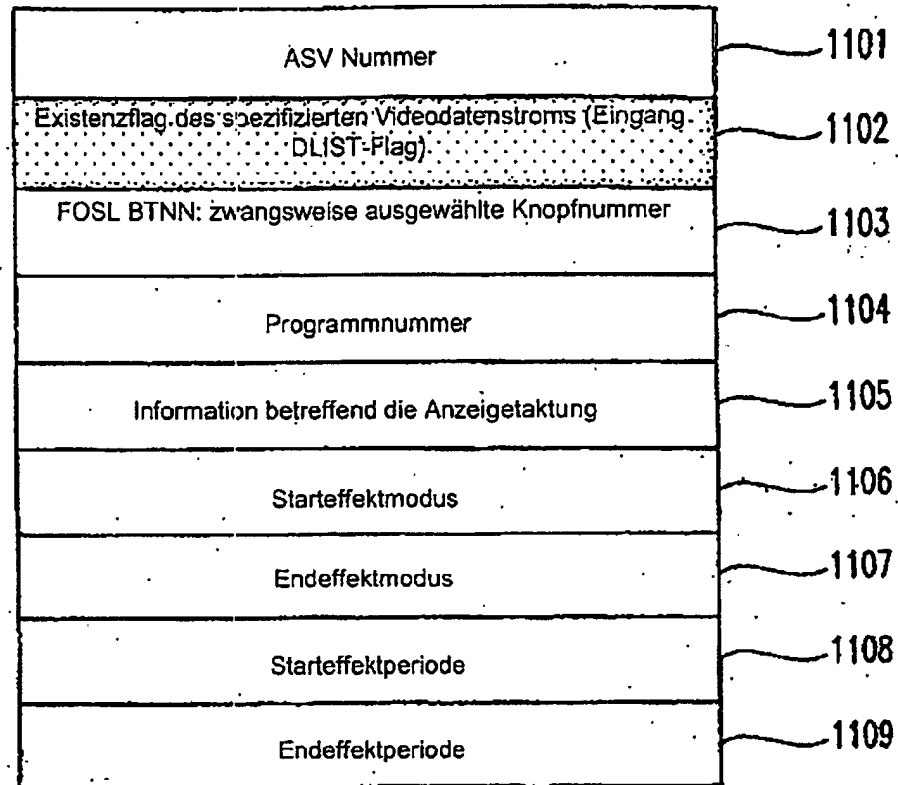 ASV Nummer
1101
Existenzflag des spezifizierten Videodatenstroms (Eingang
DLIST-Flag)
1102
FOSL BTNN: zwangsweise ausgewählte Knopfnummer
1103
Programmnummer
1104
Information betreffend die Anzeigetaktung
1105
Starteffektmodus
1106
Endeffektmodus
1107
Starteffektperiode
1108
Endeffektperiode
1109